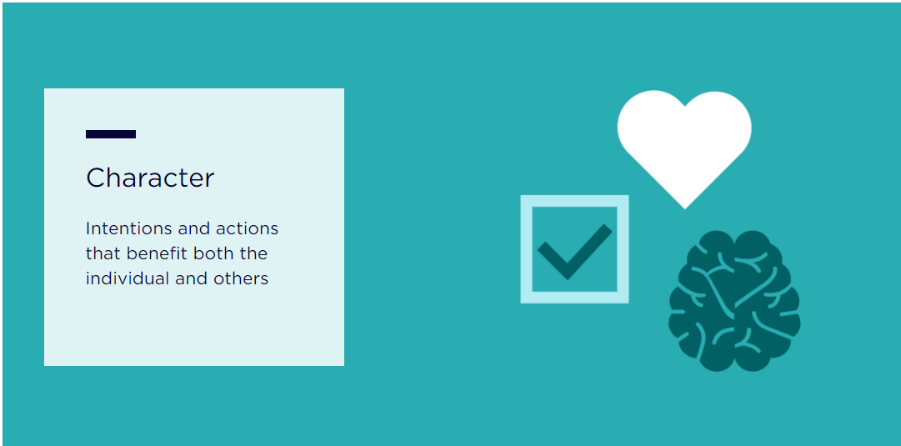 Character
Intentions and actions
that benefit both the
individual and others